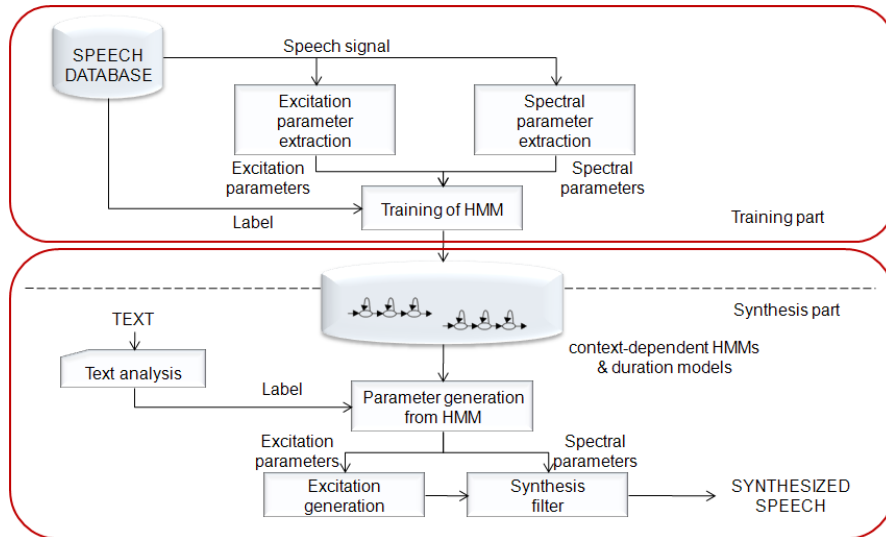 Speech signal
SPEECH
DATABASE
Excitation
parameter
extraction
Spectral
parameter
extraction
Excitation
parameters
Spectral
parameters
Training of HMM
Label
Training part
Synthesis part
TEXT
context-dependent HMMs
& duration models
Text analysis
Label
Parameter generation
from HMM
Excitation
parameters
Spectral
parameters
Excitation
generation
Synthesis
filter
SYNTHESIZED
SPEECH